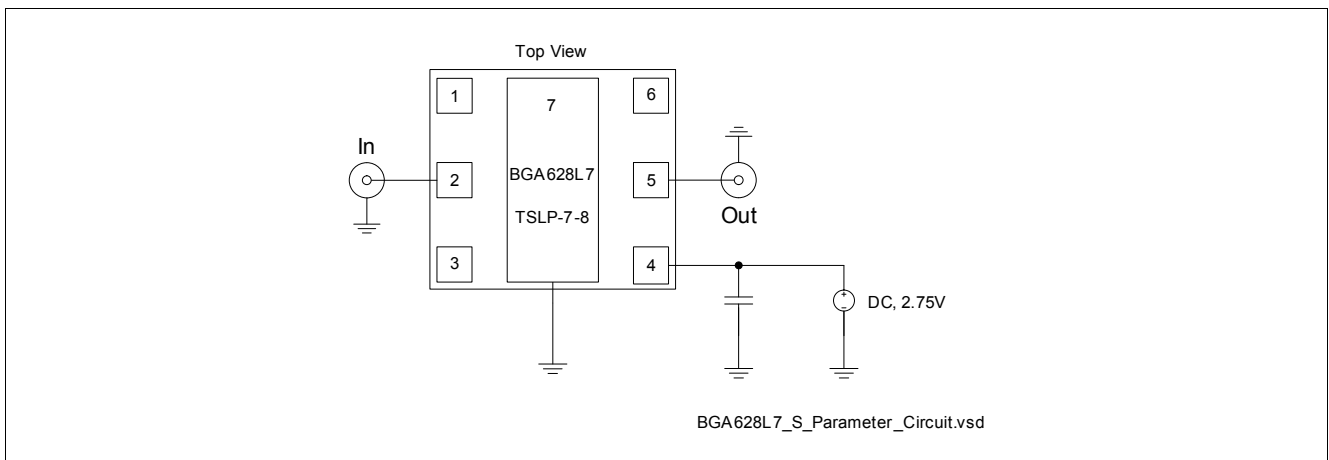 Top View
1
7
6
In
2
BGA628L7
5
TSLP-7-8
Out
3
4
+
−
DC, 2.75V
BGA628L7_S_Parameter_Circuit.vsd